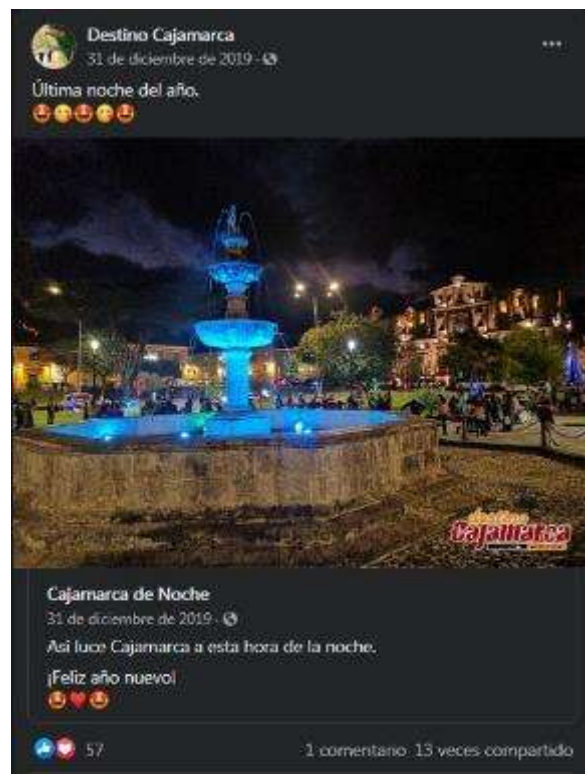 Destino Cajamarca
31 de diciembre de 2019 ·
Última noche del año.
🤩😋🤩😋🤩
destino
Cajamarca
Cajamarca de Noche
31 de diciembre de 2019 ·
Así luce Cajamarca a esta hora de la noche.
¡Feliz año nuevo!
🤩❤️🤩
57
1 comentario 13 veces compartido